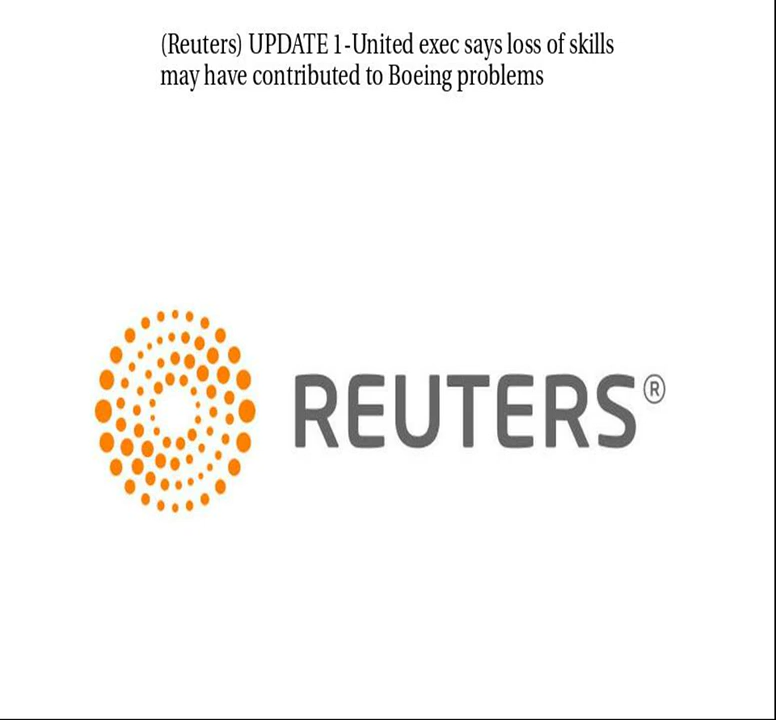 (Reuters) UPDATE 1-United exec says loss of skills
may have contributed to Boeing problems
REUTERS®